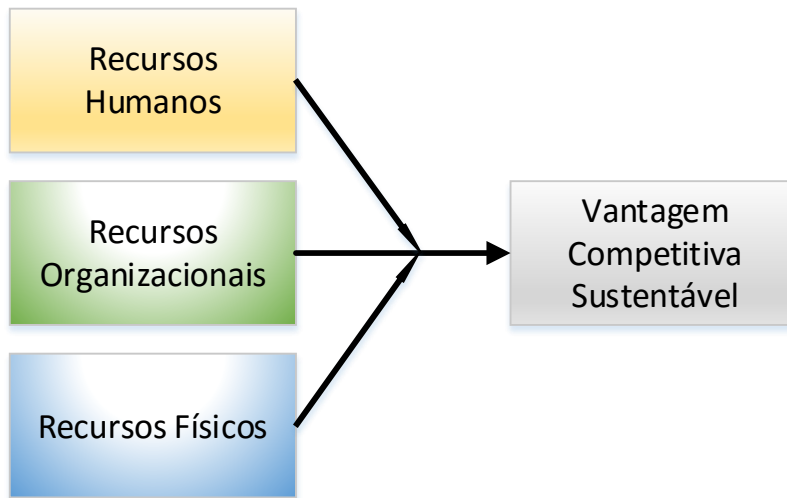 Recursos
Humanos
Recursos
Organizacionais
Recursos Físicos
Vantagem
Competitiva
Sustentável